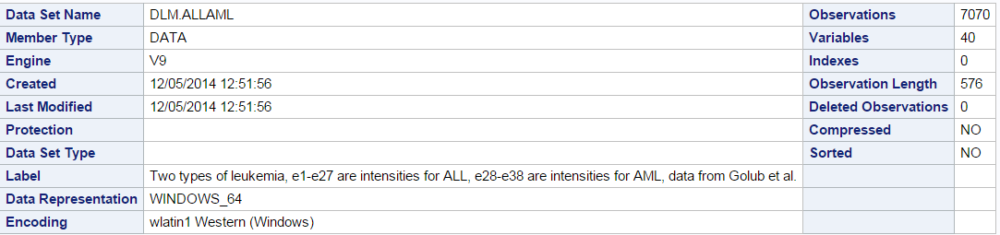 Data Set Name DLM.ALLAML Observations 7070
Member Type DATA Variables 40
Engine V9 Indexes 0
Created 12/05/2014 12:51:56 Observation Length 576
Last Modified 12/05/2014 12:51:56 Deleted Observations 0
Protection Compressed NO
Data Set Type Sorted NO
Label Two types of leukemia, e1-e27 are intensities for ALL, e28-e38 are intensities for AML, data from Golub et al.
Data Representation WINDOWS_64
Encoding wlatin1 Western (Windows)